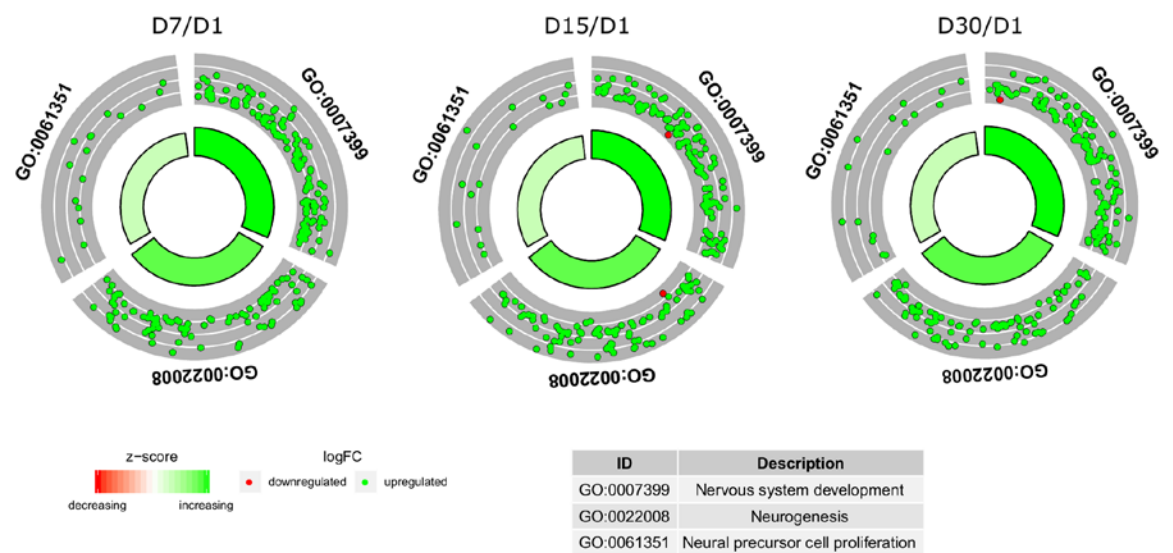 D7/D1
D15/D1
D30/D1
GO:0061351
GO:0007399
GO:0022008
GO:0061351
GO:0007399
GO:0022008
GO:0061351
GO:0007399
GO:0022008
z-score
decreasing increasing
logFC
downregulated upregulated
ID Description
GO:0007399 Nervous system development
GO:0022008 Neurogenesis
GO:0061351 Neural precursor cell proliferation